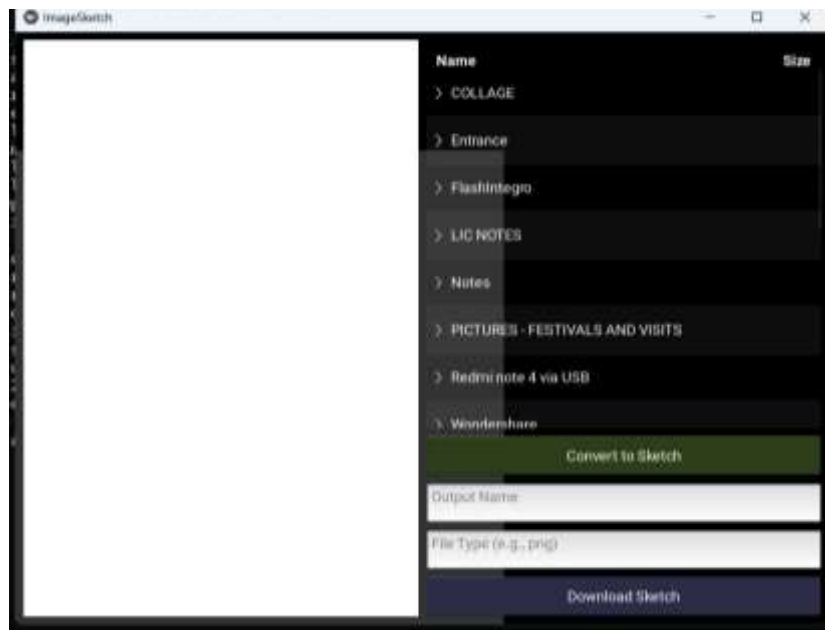 ImageSketch
Name Size
COLLAGE
Entrance
FlashIntegro
LIC NOTES
Notes
PICTURES - FESTIVALS AND VISITS
Redmi note 4 via USB
Wondershare
Convert to Sketch
Output Name
File Type (e.g., png)
Download Sketch